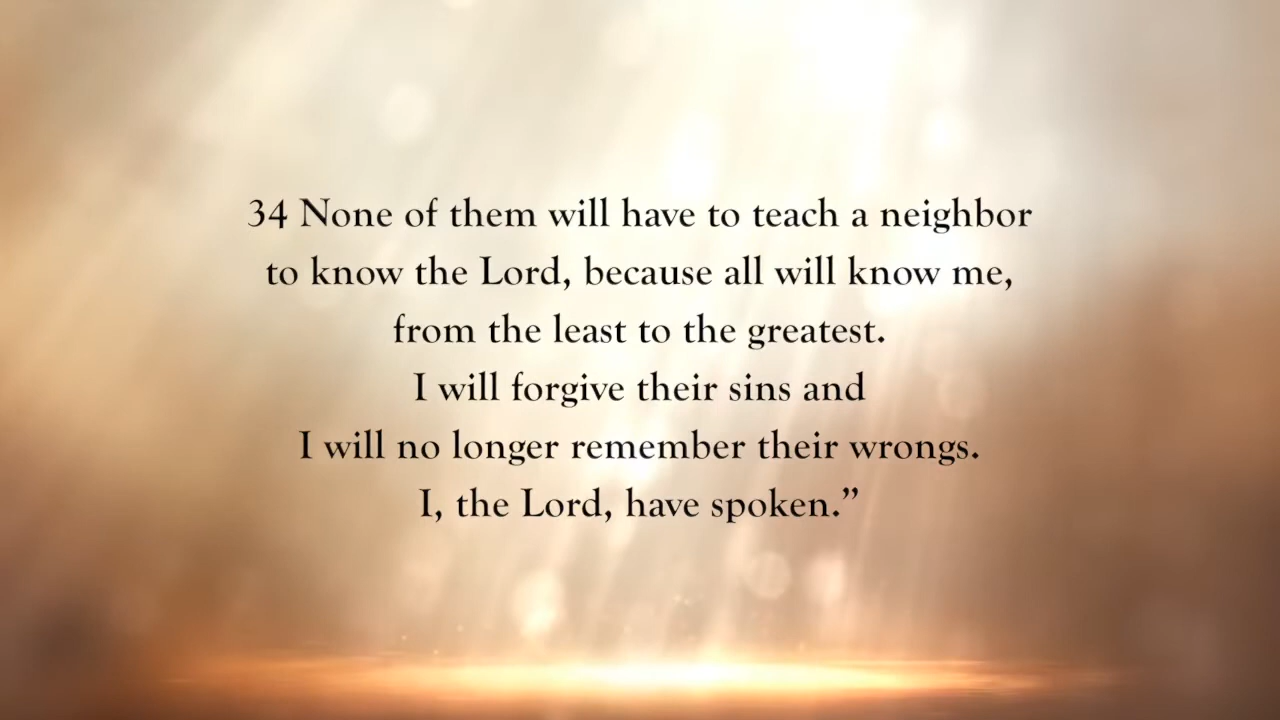 34 None of them will have to teach a neighbor
to know the Lord, because all will know me,
from the least to the greatest.
I will forgive their sins and
I will no longer remember their wrongs.
I, the Lord, have spoken.”